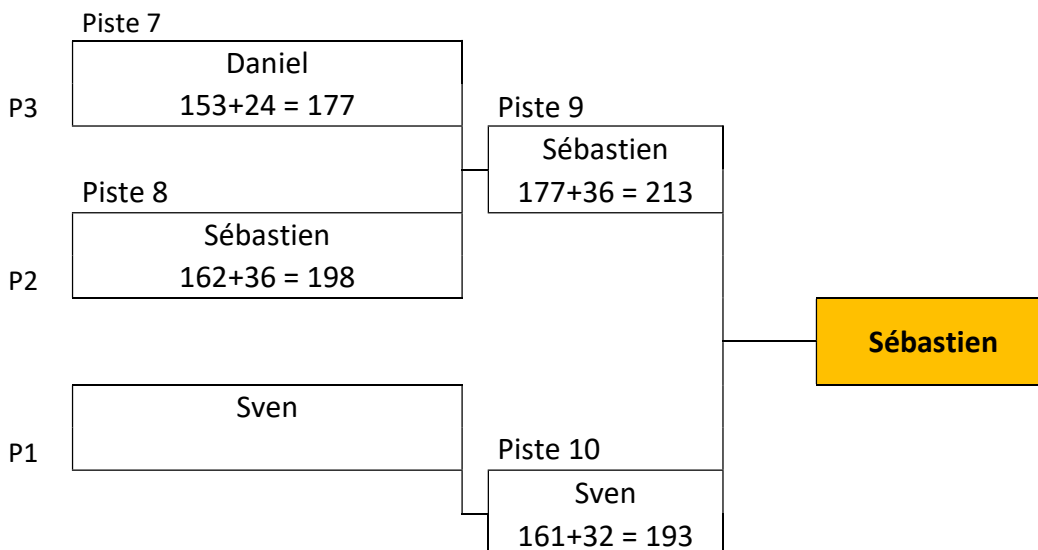 Piste 7
Daniel
P3
153+24 = 177
Piste 9
Sébastien
177+36 = 213
Piste 8
Sébastien
P2
162+36 = 198
Sébastien
Sven
P1
Piste 10
Sven
161+32 = 193